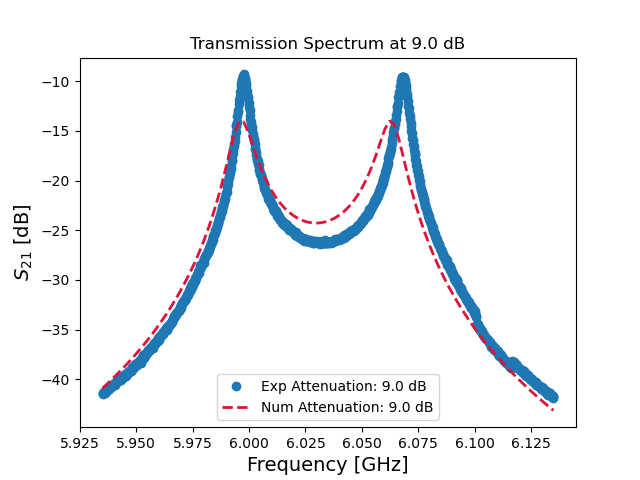 Transmission Spectrum at 9.0 dB
S21 [dB]
−10
−15
−20
−25
−30
−35
−40
Exp Attenuation: 9.0 dB
Num Attenuation: 9.0 dB
5.925 5.950 5.975 6.000 6.025 6.050 6.075 6.100 6.125
Frequency [GHz]